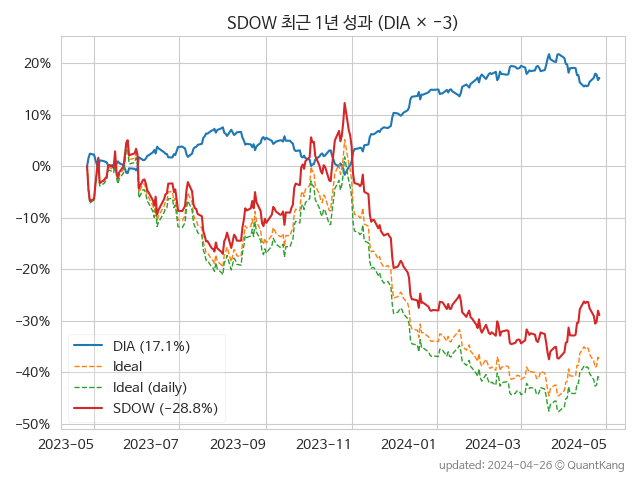 SDOW 최근 1년 성과 (DIA × -3)
20%
10%
0%
-10%
-20%
-30%
-40%
-50%
DIA (17.1%)
Ideal
Ideal (daily)
SDOW (-28.8%)
2023-05
2023-07
2023-09
2023-11
2024-01
2024-03
2024-05
updated: 2024-04-26 © QuantKang